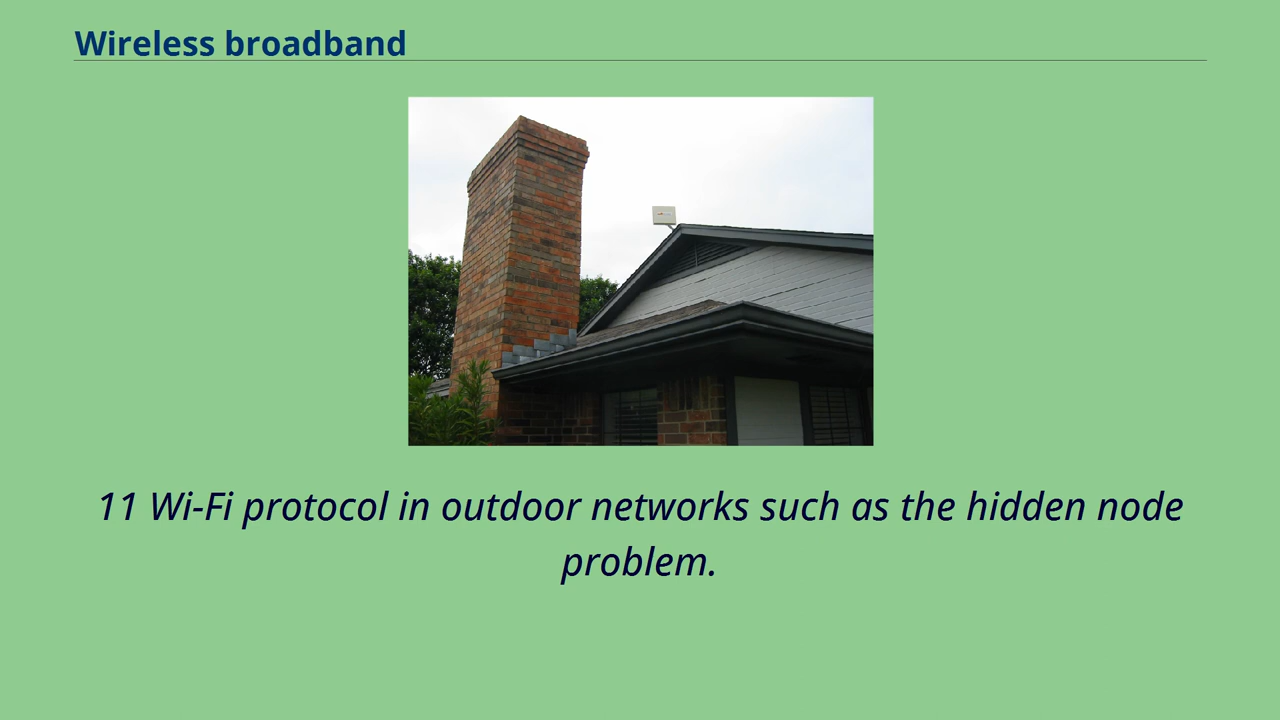 Wireless broadband
11 Wi-Fi protocol in outdoor networks such as the hidden node
problem.